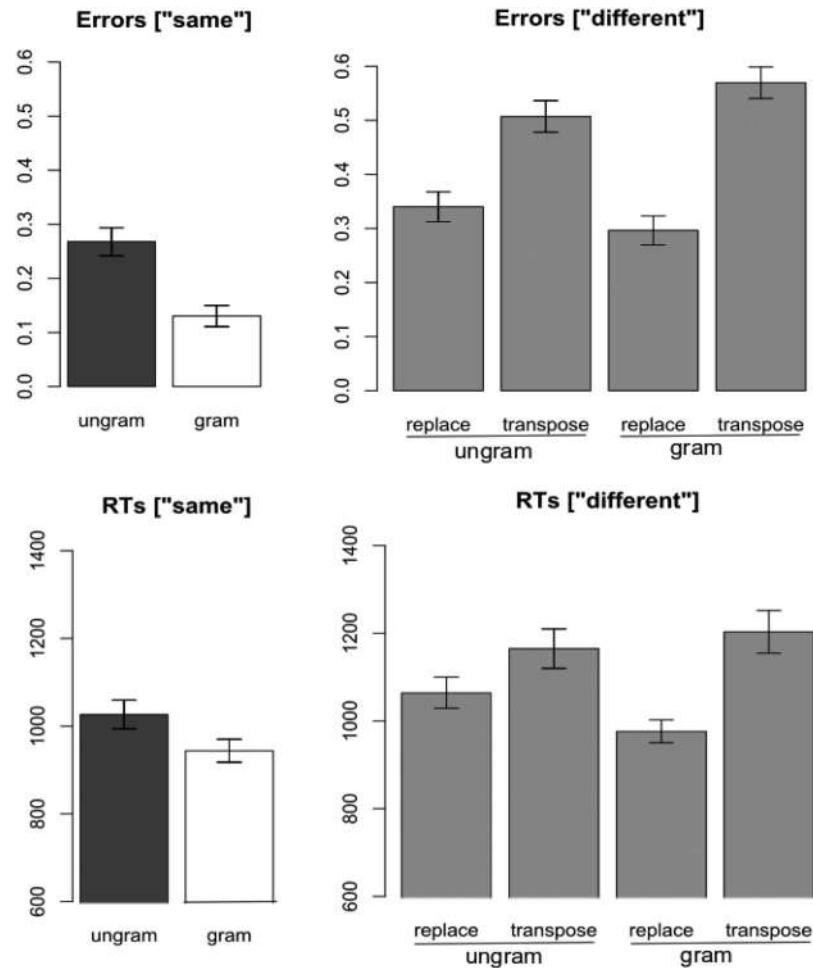 Errors ["same"]
0.6
0.5
0.4
0.3
0.2
0.1
0.0
ungram gram
Errors ["different"]
0.6
0.5
0.4
0.3
0.2
0.1
0.0
replace transpose replace transpose
ungram gram
RTs ["same"]
1400
1200
1000
800
600
ungram gram
RTs ["different"]
1400
1200
1000
800
600
replace transpose replace transpose
ungram gram